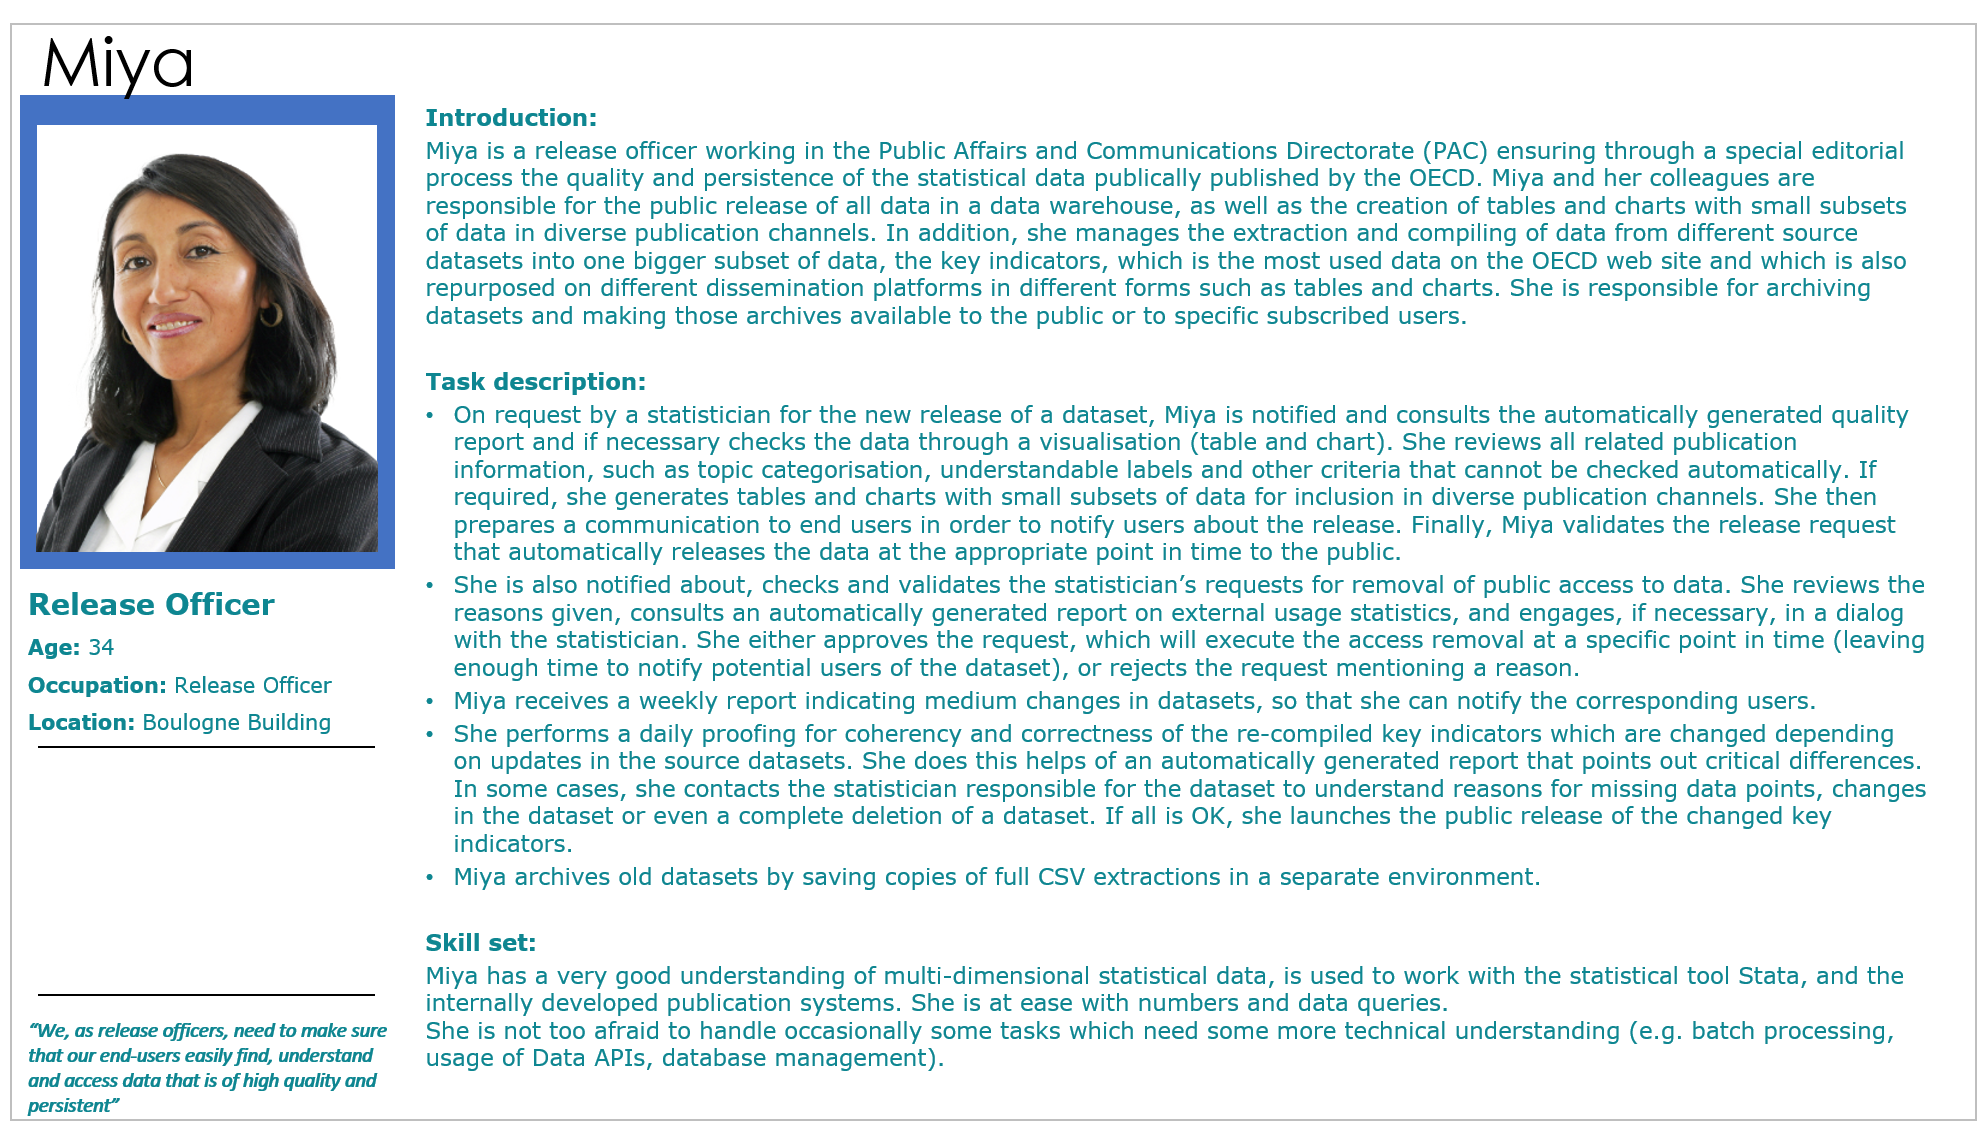 Miya
Introduction:
Miya is a release officer working in the Public Affairs and Communications Directorate (PAC) ensuring through a special editorial
process the quality and persistence of the statistical data publically published by the OECD. Miya and her colleagues are
responsible for the public release of all data in a data warehouse, as well as the creation of tables and charts with small subsets
of data in diverse publication channels. In addition, she manages the extraction and compiling of data from different source
datasets into one bigger subset of data, the key indicators, which is the most used data on the OECD web site and which is also
repurposed on different dissemination platforms in different forms such as tables and charts. She is responsible for archiving
datasets and making those archives available to the public or to specific subscribed users.
Task description:
• On request by a statistician for the new release of a dataset, Miya is notified and consults the automatically generated quality
report and if necessary checks the data through a visualisation (table and chart). She reviews all related publication
information, such as topic categorisation, understandable labels and other criteria that cannot be checked automatically. If
required, she generates tables and charts with small subsets of data for inclusion in diverse publication channels. She then
prepares a communication to end users in order to notify users about the release. Finally, Miya validates the release request
that automatically releases the data at the appropriate point in time to the public.
• She is also notified about, checks and validates the statistician’s requests for removal of public access to data. She reviews the
reasons given, consults an automatically generated report on external usage statistics, and engages, if necessary, in a dialog
with the statistician. She either approves the request, which will execute the access removal at a specific point in time (leaving
enough time to notify potential users of the dataset), or rejects the request mentioning a reason.
• Miya receives a weekly report indicating medium changes in datasets, so that she can notify the corresponding users.
• She performs a daily proofing for coherency and correctness of the re-compiled key indicators which are changed depending
on updates in the source datasets. She does this helps of an automatically generated report that points out critical differences.
In some cases, she contacts the statistician responsible for the dataset to understand reasons for missing data points, changes
in the dataset or even a complete deletion of a dataset. If all is OK, she launches the public release of the changed key
indicators.
• Miya archives old datasets by saving copies of full CSV extractions in a separate environment.
Skill set:
Miya has a very good understanding of multi-dimensional statistical data, is used to work with the statistical tool Stata, and the
internally developed publication systems. She is at ease with numbers and data queries.
She is not too afraid to handle occasionally some tasks which need some more technical understanding (e.g. batch processing,
usage of Data APIs, database management).
Release Officer
Age: 34
Occupation: Release Officer
Location: Boulogne Building
“We, as release officers, need to make sure
that our end-users easily find, understand
and access data that is of high quality and
persistent”